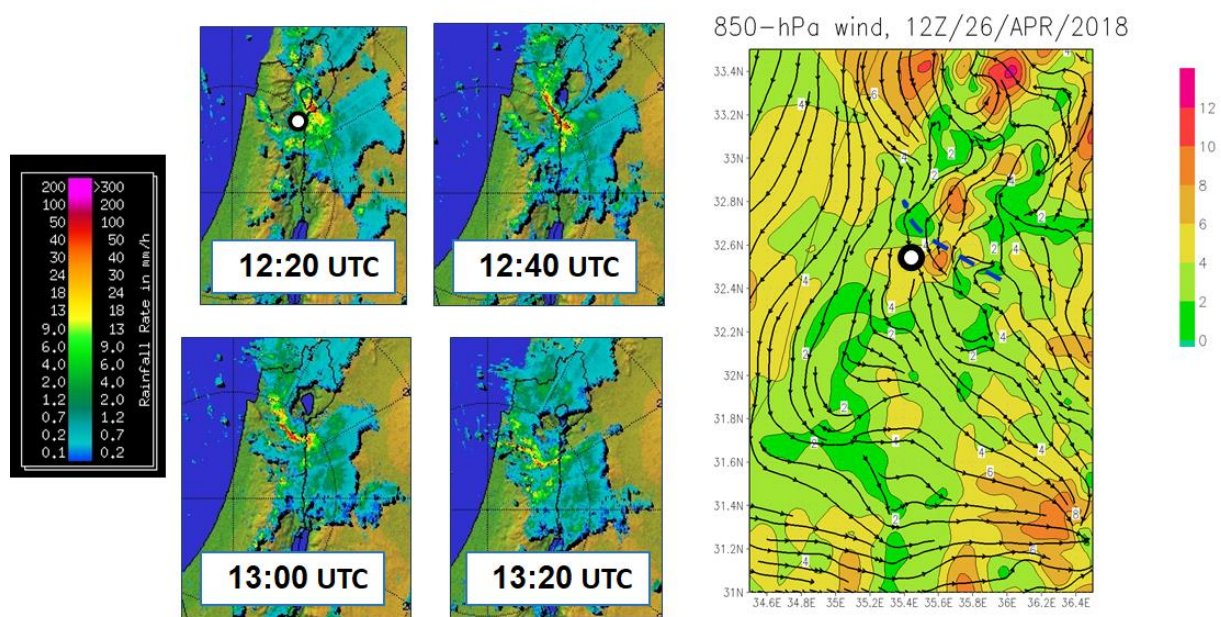 850-hPa wind, 12Z/26/APR/2018
200 >300
100 200
50 100
40 50
30 40
24 30
18 24
13 18
9.0 13
6.0 9.0
4.0 6.0
2.0 4.0
1.2 2.0
0.7 1.2
0.2 0.7
0.1 0.2
Rainfall Rate in mm/h
12:20 UTC
12:40 UTC
13:00 UTC
13:20 UTC
33.4N
33.2N
33N
32.8N
32.6N
32.4N
32.2N
32N
31.8N
31.6N
31.4N
31.2N
31N
34.6E 34.8E 35E 35.2E 35.4E 35.6E 35.8E 36E 36.2E 36.4E
12
10
8
6
4
2
0